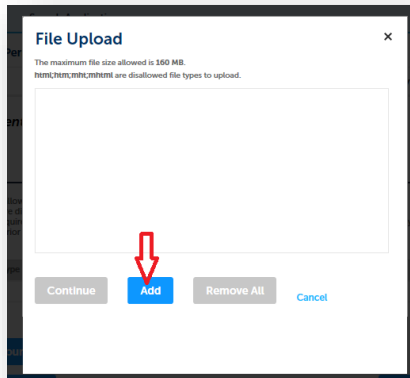 File Upload
×
The maximum file size allowed is 160 MB.
html;htm;mht;mhtml are disallowed file types to upload.
Continue
Add
Remove All
Cancel